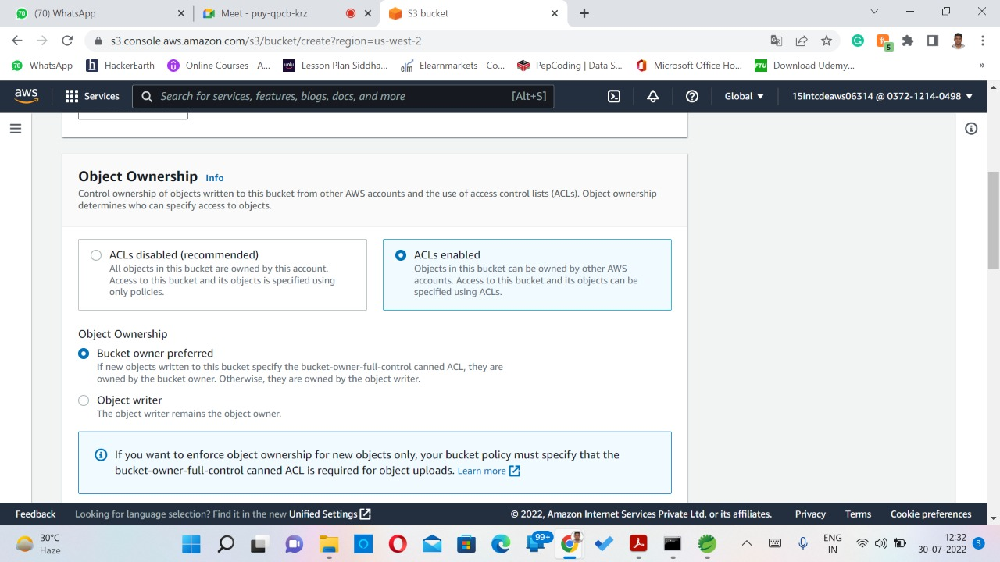 (70) WhatsApp
Meet - puy-qpcb-krz
S3 bucket
s3.console.aws.amazon.com/s3/bucket/create?region=us-west-2
5
70 WhatsApp
h HackerEarth
Online Courses - A...
unlu Lesson Plan Siddha...
elm Elearnmarkets - Co...
PepCoding | Data S...
Microsoft Office Ho...
FTU Download Udemy...
»
aws
Services
Search for services, features, blogs, docs, and more
[Alt+S]
Global
15intcdeaws06314 @ 0372-1214-0498
Object Ownership Info
Control ownership of objects written to this bucket from other AWS accounts and the use of access control lists (ACLs). Object ownership
determines who can specify access to objects.
ACLs disabled (recommended)
All objects in this bucket are owned by this account.
Access to this bucket and its objects is specified using
only policies.
ACLs enabled
Objects in this bucket can be owned by other AWS
accounts. Access to this bucket and its objects can be
specified using ACLs.
Object Ownership
Bucket owner preferred
If new objects written to this bucket specify the bucket-owner-full-control canned ACL, they are
owned by the bucket owner. Otherwise, they are owned by the object writer.
Object writer
The object writer remains the object owner.
If you want to enforce object ownership for new objects only, your bucket policy must specify that the
bucket-owner-full-control canned ACL is required for object uploads. Learn more
Feedback
Looking for language selection? Find it in the new Unified Settings
© 2022, Amazon Internet Services Private Ltd. or its affiliates.
Privacy
Terms
Cookie preferences
30°C
Haze
99+
ENG
IN
12:32
30-07-2022
3